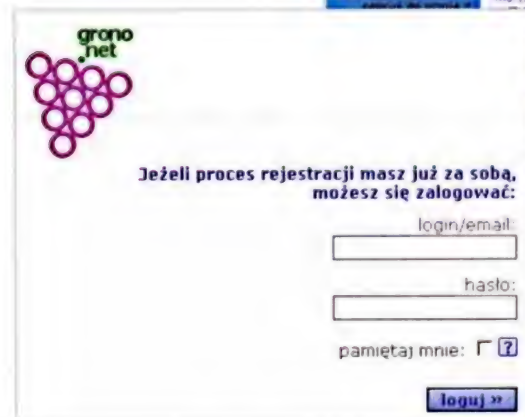 grono
.net
Jeżeli proces rejestracji masz już za sobą,
możesz się zalogować:
login/email:
hasło:
pamiętaj mnie: ?
loguj »